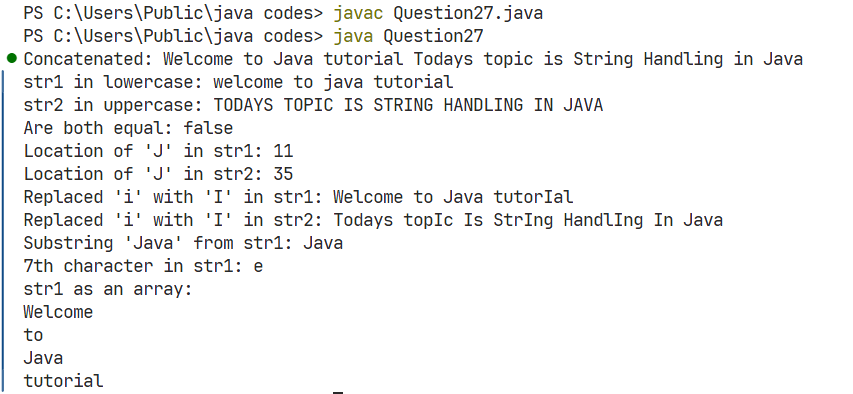 PS C:\Users\Public\java codes> javac Question27.java
PS C:\Users\Public\java codes> java Question27
Concatenated: Welcome to Java tutorial Todays topic is String Handling in Java
str1 in lowercase: welcome to java tutorial
str2 in uppercase: TODAYS TOPIC IS STRING HANDLING IN JAVA
Are both equal: false
Location of 'J' in str1: 11
Location of 'J' in str2: 35
Replaced 'i' with 'I' in str1: Welcome to Java tutorIal
Replaced 'i' with 'I' in str2: Todays topIc Is StrIng HandlIng In Java
Substring 'Java' from str1: Java
7th character in str1: e
str1 as an array:
Welcome
to
Java
tutorial